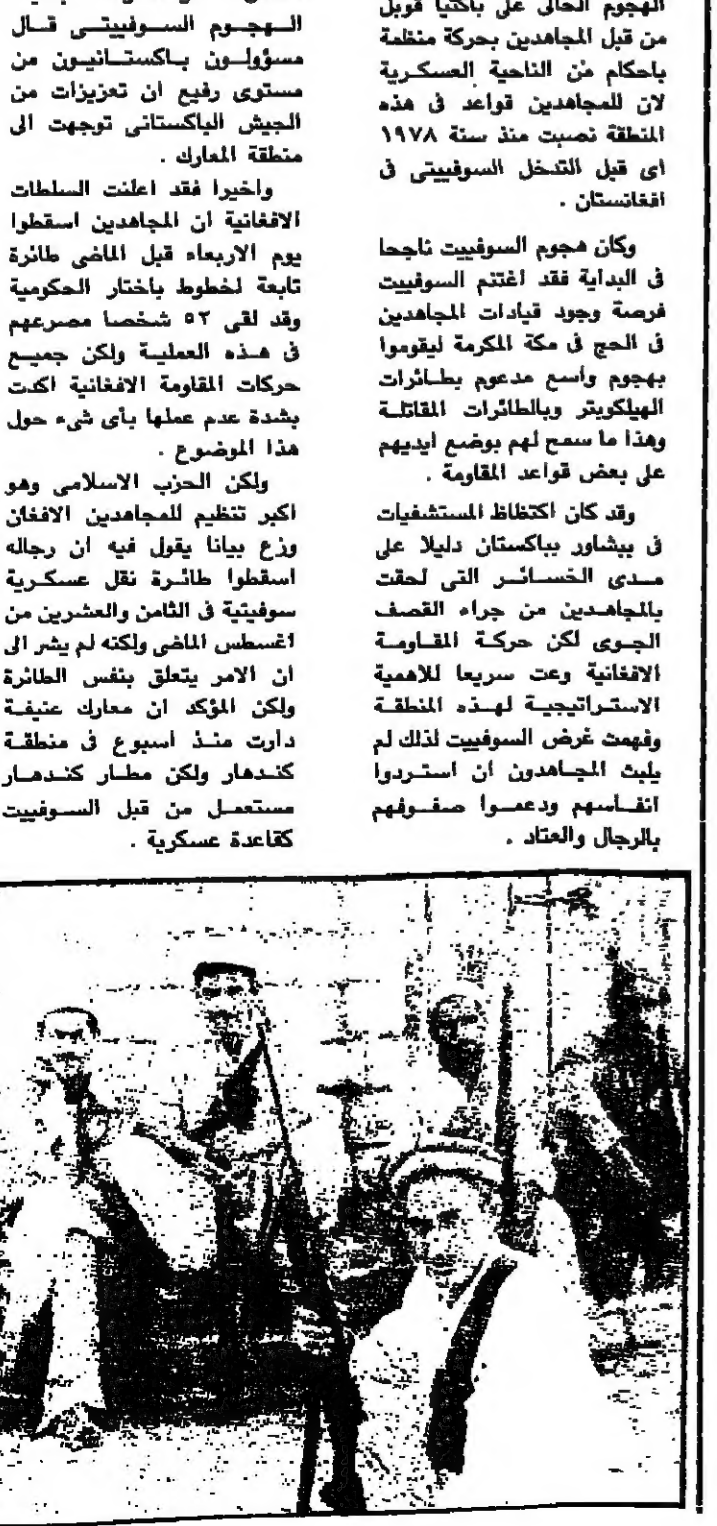 الهجوم الحالى على باكتيا قوبل
من قبل المجاهدين بحركة منظمة
باحكام من الناحية العسكرية
لان للمجاهدين قواعد فى هذه
المنطقة نصبت منذ سنة ١٩٧٨
اى قبل التدخل السوفييتى فى
افغانستان .
وكان هجوم السوفييت ناجحا
فى البداية فقد اغتنم السوفييت
فرصة وجود قيادات المجاهدين
فى الحج فى مكة المكرمة ليقوموا
بهجوم واسع مدعوم بطائرات
الهيلكوبتر وبالطائرات المقاتلة
وهذا ما سمح لهم بوضع ايديهم
على بعض قواعد المقاومة .
وقد كان اكتظاظ المستشفيات
فى بيشاور بباكستان دليلا على
مدى الخسائر التى لحقت
بالمجاهدين من جراء القصف
الجوى لكن حركة المقاومة
الافغانية وعت سريعا للاهمية
الاستراتيجية لهذه المنطقة
وفهمت غرض السوفييت لذلك لم
يلبث المجاهدون ان استردوا
انفاسهم ودعموا صفوفهم
بالرجال والعتاد .
الهجوم السوفييتى قال
مسؤولون باكستانيون من
مستوى رفيع ان تعزيزات من
الجيش الباكستانى توجهت الى
منطقة المعارك .
واخيرا فقد اعلنت السلطات
الافغانية ان المجاهدين اسقطوا
يوم الاربعاء قبل الماضى طائرة
تابعة لخطوط باختار الحكومية
وقد لقى ٥٢ شخصا مصرعهم
فى هذه العملية ولكن جميع
حركات المقاومة الافغانية اكدت
بشدة عدم عملها بأى شىء حول
هذا الموضوع .
ولكن الحزب الاسلامى وهو
اكبر تنظيم للمجاهدين الافغان
وزع بيانا يقول فيه ان رجاله
اسقطوا طائرة نقل عسكرية
سوفيتية فى الثامن والعشرين من
اغسطس الماضى ولكنه لم يشر الى
ان الامر يتعلق بنفس الطائرة
ولكن المؤكد ان معارك عنيفة
دارت منذ اسبوع فى منطقة
كندهار ولكن مطار كندهار
مستعمل من قبل السوفييت
كقاعدة عسكرية .